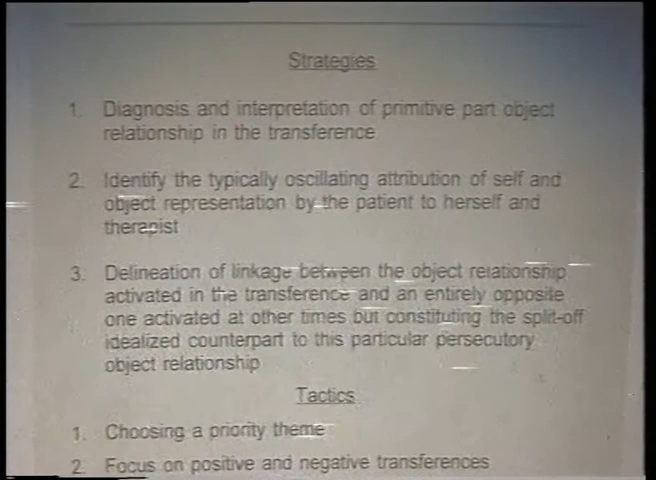 Strategies
1. Diagnosis and interpretation of primitive part object
relationship in the transference
2. Identify the typically oscillating attribution of self and
object representation by the patient to herself and
therapist
3. Delineation of linkage between the object relationship
activated in the transference and an entirely opposite
one activated at other times but constituting the split-off
idealized counterpart to this particular persecutory
object relationship
Tactics
1. Choosing a priority theme
2. Focus on positive and negative transferences